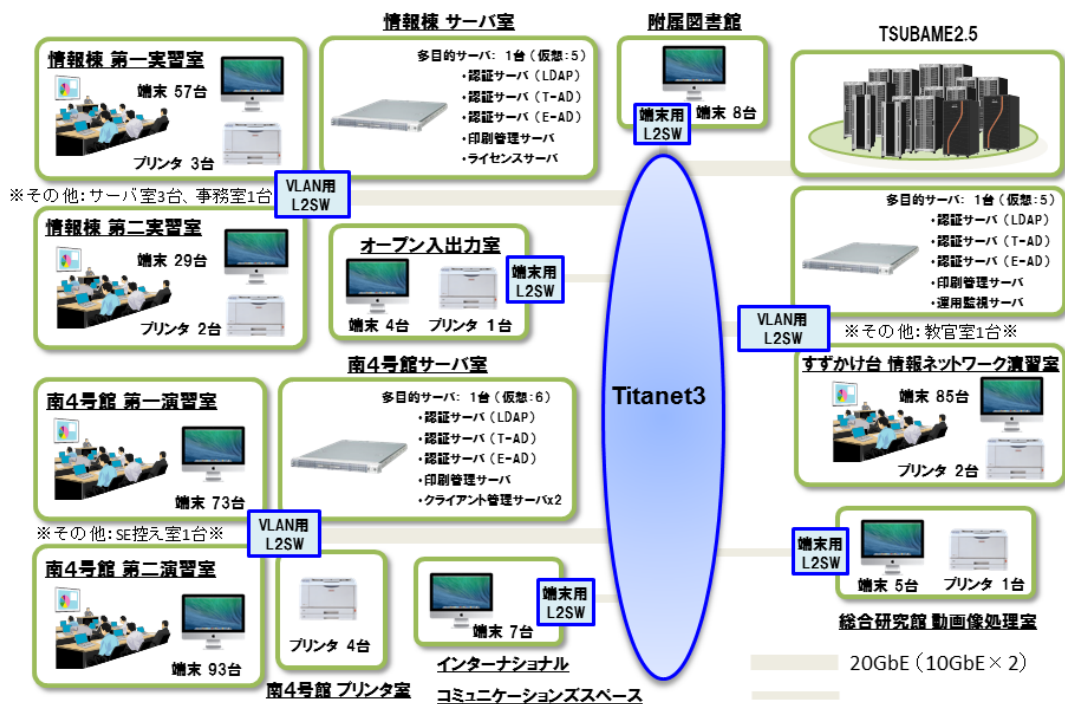 情報棟 サーバ室
附属図書館
TSUBAME2.5
情報棟 第一実習室
端末 57台
プリンタ 3台
多目的サーバ: 1台(仮想:5)
・認証サーバ(LDAP)
・認証サーバ(T-AD)
・認証サーバ(E-AD)
・印刷管理サーバ
・ライセンスサーバ
端末 8台
端末用
L2SW
※その他: サーバ室3台、事務室1台
VLAN用
L2SW
情報棟 第二実習室
端末 29台
プリンタ 2台
オープン入出力室
端末 4台
プリンタ 1台
端末用
L2SW
多目的サーバ: 1台(仮想:5)
・認証サーバ(LDAP)
・認証サーバ(T-AD)
・認証サーバ(E-AD)
・印刷管理サーバ
・運用監視サーバ
VLAN用
L2SW
※その他: 教官室1台※
すずかけ台 情報ネットワーク演習室
端末 85台
プリンタ 2台
Titanet3
南4号館サーバ室
南4号館 第一演習室
端末 73台
多目的サーバ: 1台(仮想:6)
・認証サーバ(LDAP)
・認証サーバ(T-AD)
・認証サーバ(E-AD)
・印刷管理サーバ
・クライアント管理サーバx2
※その他: SE控え室1台※
VLAN用
L2SW
南4号館 第二演習室
端末 93台
プリンタ 4台
南4号館 プリンタ室
端末 7台
端末用
L2SW
インターナショナル
コミュニケーションズスペース
端末用
L2SW
端末 5台
プリンタ 1台
総合研究館 動画像処理室
20GbE(10GbE×2)